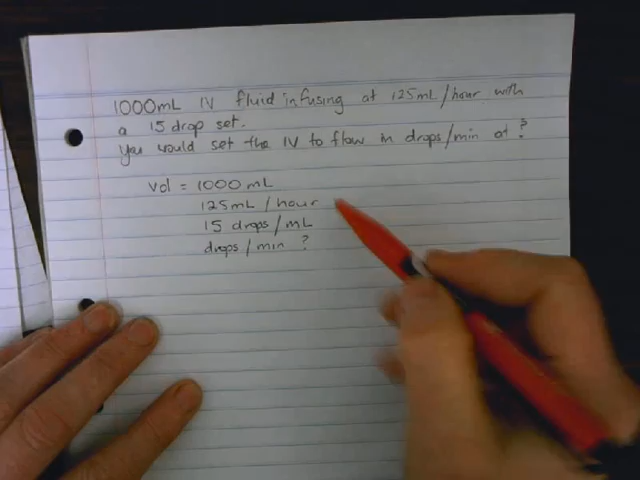 1000mL IV fluid infusing at 125mL/hour with
a 15 drop set.
You would set the IV to flow in drops/min at ?
Vol = 1000 mL
125mL / hour
15 drops / mL
drops / min ?